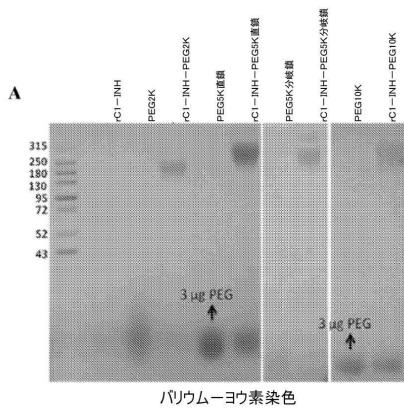 A
rC1-INH
PEG2K
rC1-INH-PEG2K
PEG5K直鎖
rC1-INH-PEG5K直鎖
PEG5K分岐鎖
rC1-INH-PEG5K分岐鎖
PEG10K
rC1-INH-PEG10K
315
250
180
130
95
72
52
43
3 µg PEG
3 µg PEG
バリウムーヨウ素染色